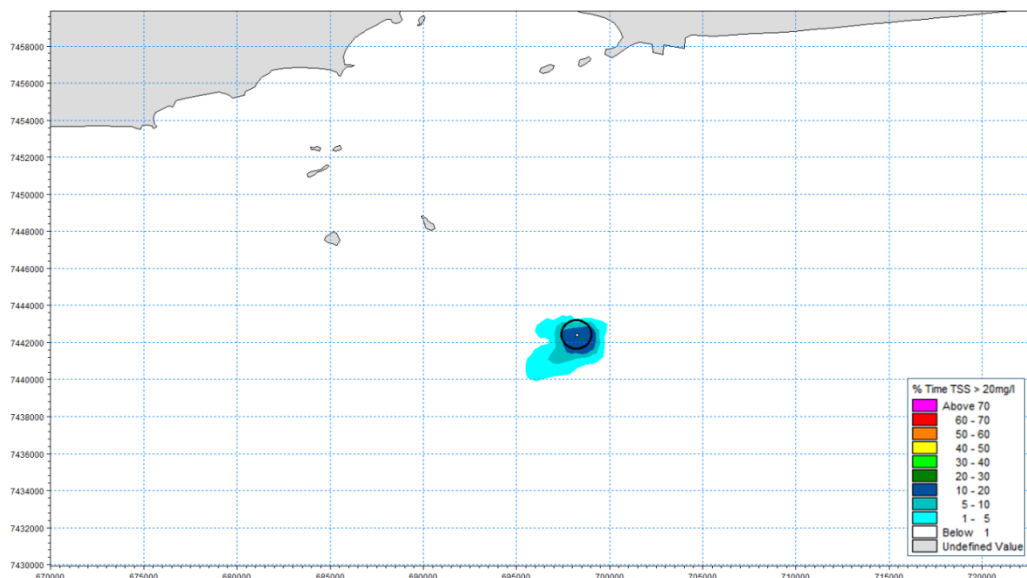 7458000
7456000
7454000
7452000
7450000
7448000
7446000
7444000
7442000
7440000
7438000
7436000
7434000
7432000
7430000
% Time TSS > 20mg/l
Above 70
60 - 70
50 - 60
40 - 50
30 - 40
20 - 30
10 - 20
5 - 10
1 - 5
Below 1
Undefined Value
670000 675000 680000 685000 690000 695000 700000 705000 710000 715000 720000